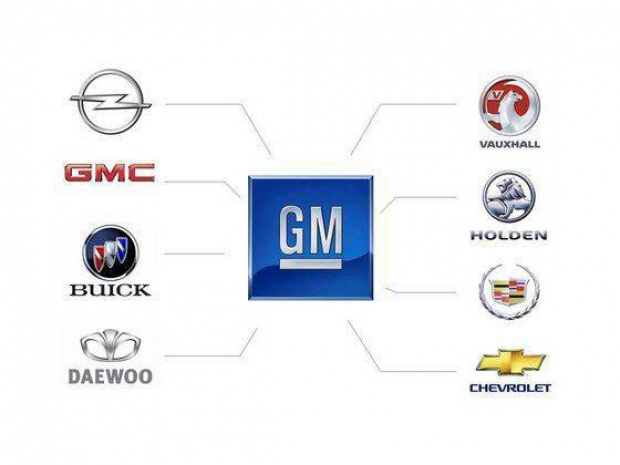 GMC
BUICK
DAEWOO
GM
V
VAUXHALL
HOLDEN
CHEVROLET